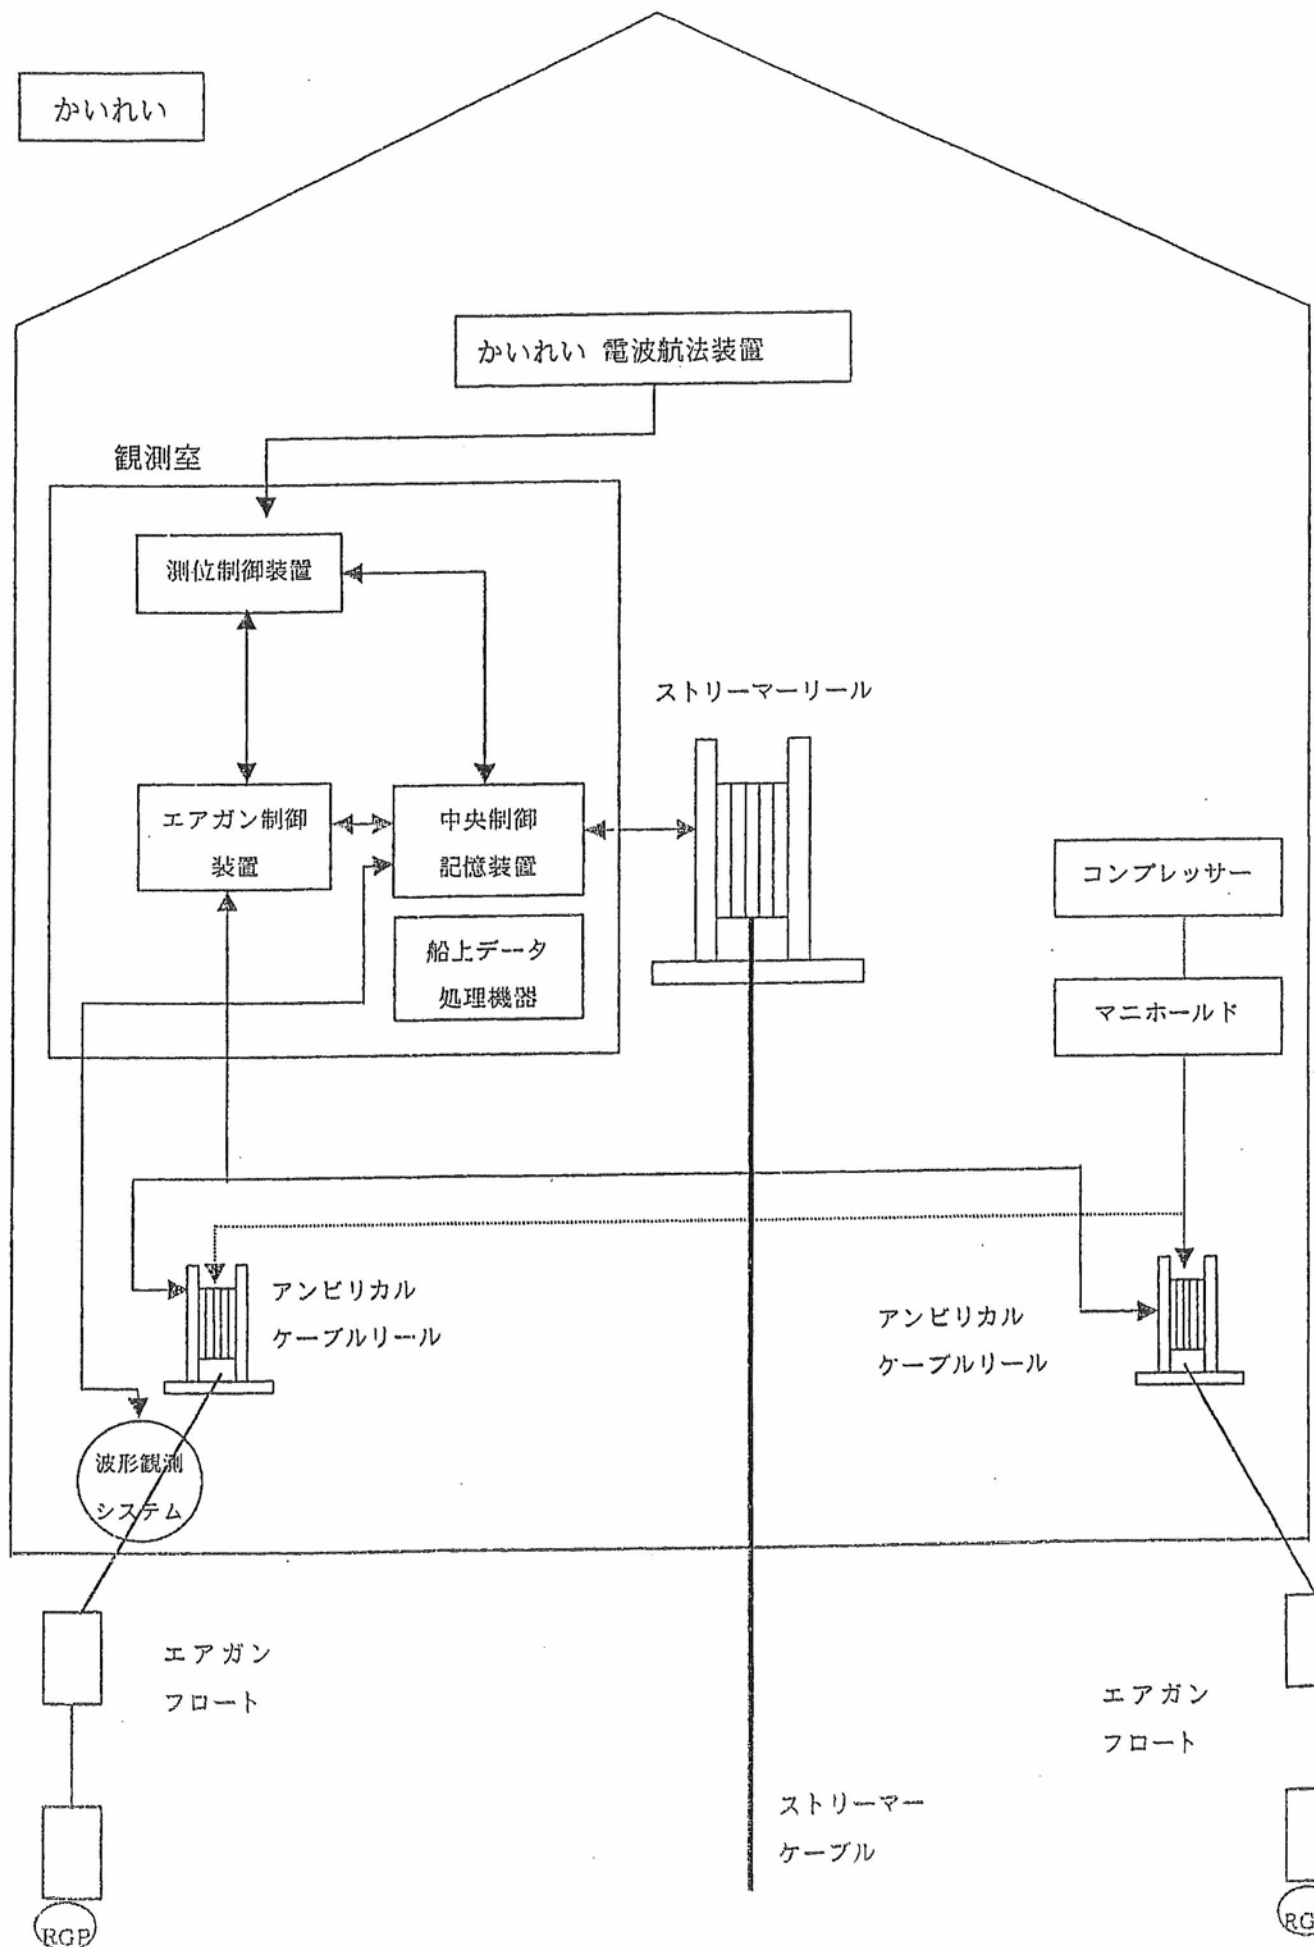 かいれい
かいれい 電波航法装置
観測室
測位制御装置
ストリーマーリール
エアガン制御
装置
中央制御
記憶装置
船上データ
処理機器
コンプレッサー
マニホールド
アンビリカル
ケーブルリール
アンビリカル
ケーブルリール
波形観測
システム
エアガン
フロート
エアガン
フロート
ストリーマー
ケーブル
RGP
RG